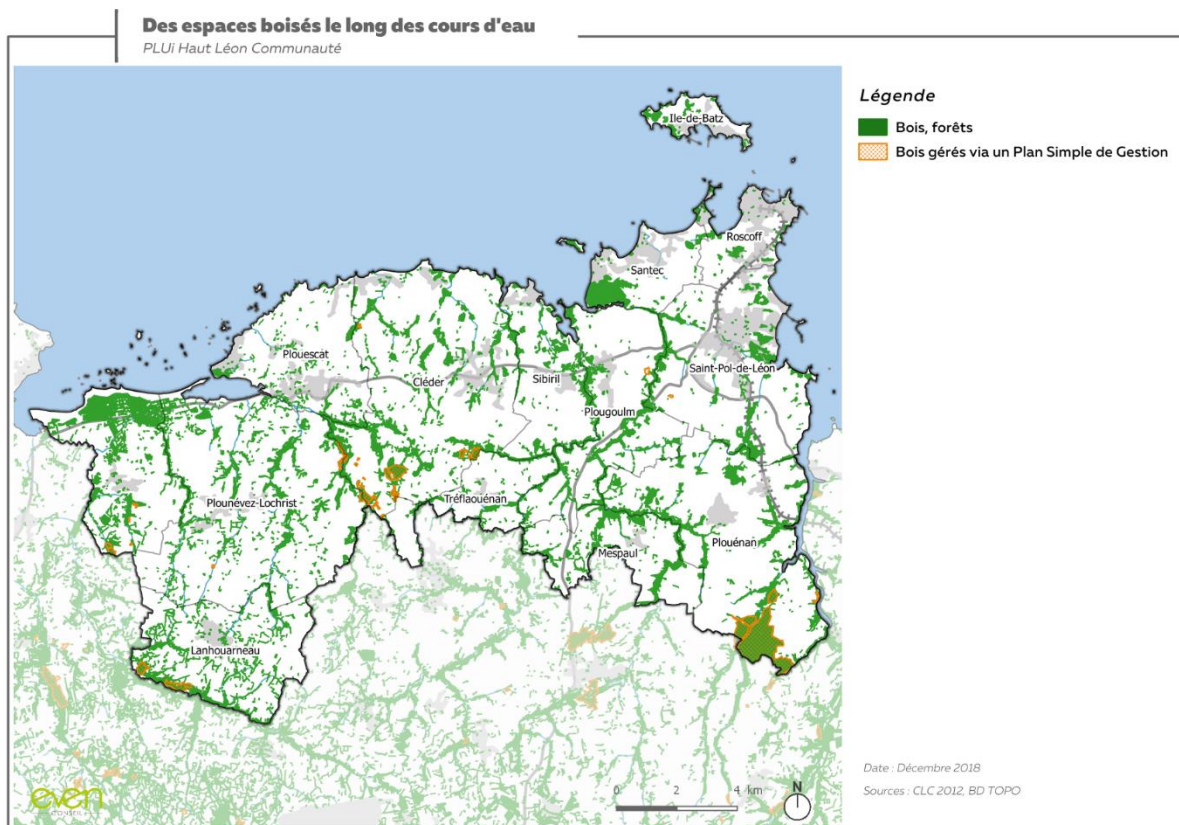 Des espaces boisés le long des cours d'eau
PLUi Haut Léon Communauté
Légende
Bois, forêts
Bois gérés via un Plan Simple de Gestion
Ile-de-Batz
Roscoff
Santec
Plouescat
Cléder
Sibiril
Saint-Pol-de-Léon
Plougoulm
Plounévez-Lochrist
Tréflaouénan
Mespaul
Plouénan
Lanhouarneau
Date : Décembre 2018
Sources : CLC 2012, BD TOPO
even
CONSEIL
0 2 4 km
N